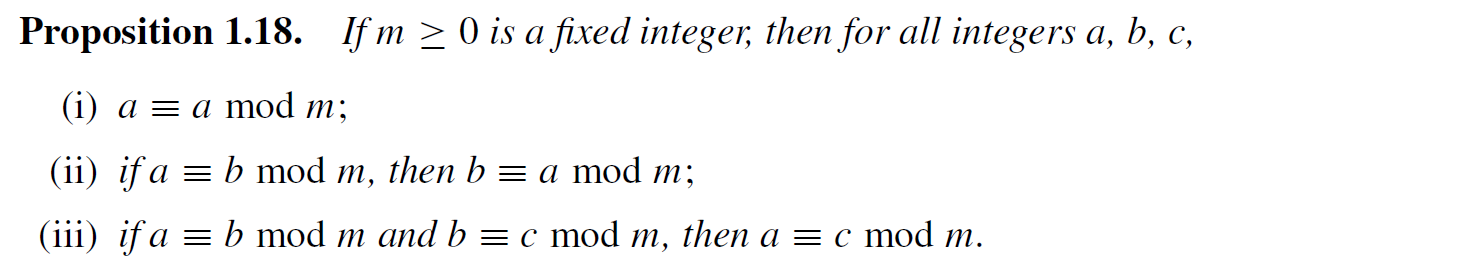 Proposition 1.18. If m ≥ 0 is a fixed integer, then for all integers a, b, c,
(i) a ≡ a mod m;
(ii) if a ≡ b mod m, then b ≡ a mod m;
(iii) if a ≡ b mod m and b ≡ c mod m, then a ≡ c mod m.